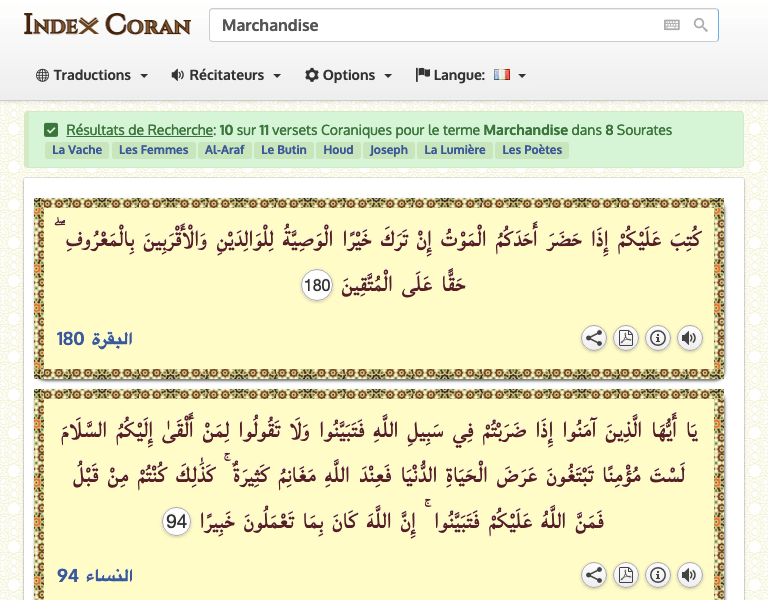 Index Coran
Marchandise
Traductions Récitateurs Options Langue:
Résultats de Recherche: 10 sur 11 versets Coraniques pour le terme Marchandise dans 8 Sourates
La Vache Les Femmes Al-Araf Le Butin Houd Joseph La Lumière Les Poètes
كُتِبَ عَلَيْكُمْ إِذَا حَضَرَ أَحَدَكُمُ الْمَوْتُ إِنْ تَرَكَ خَيْرًا الْوَصِيَّةُ لِلْوَالِدَيْنِ وَالْأَقْرَبِينَ بِالْمَعْرُوفِ ۖ
حَقًّا عَلَى الْمُتَّقِينَ 180
البقرة 180
يَا أَيُّهَا الَّذِينَ آمَنُوا إِذَا ضَرَبْتُمْ فِي سَبِيلِ اللَّهِ فَتَبَيَّنُوا وَلَا تَقُولُوا لِمَنْ أَلْقَىٰ إِلَيْكُمُ السَّلَامَ
لَسْتَ مُؤْمِنًا تَبْتَغُونَ عَرَضَ الْحَيَاةِ الدُّنْيَا فَعِنْدَ اللَّهِ مَغَانِمُ كَثِيرَةٌ ۚ كَذَٰلِكَ كُنْتُمْ مِنْ قَبْلُ
فَمَنَّ اللَّهُ عَلَيْكُمْ فَتَبَيَّنُوا ۚ إِنَّ اللَّهَ كَانَ بِمَا تَعْمَلُونَ خَبِيرًا 94
النساء 94